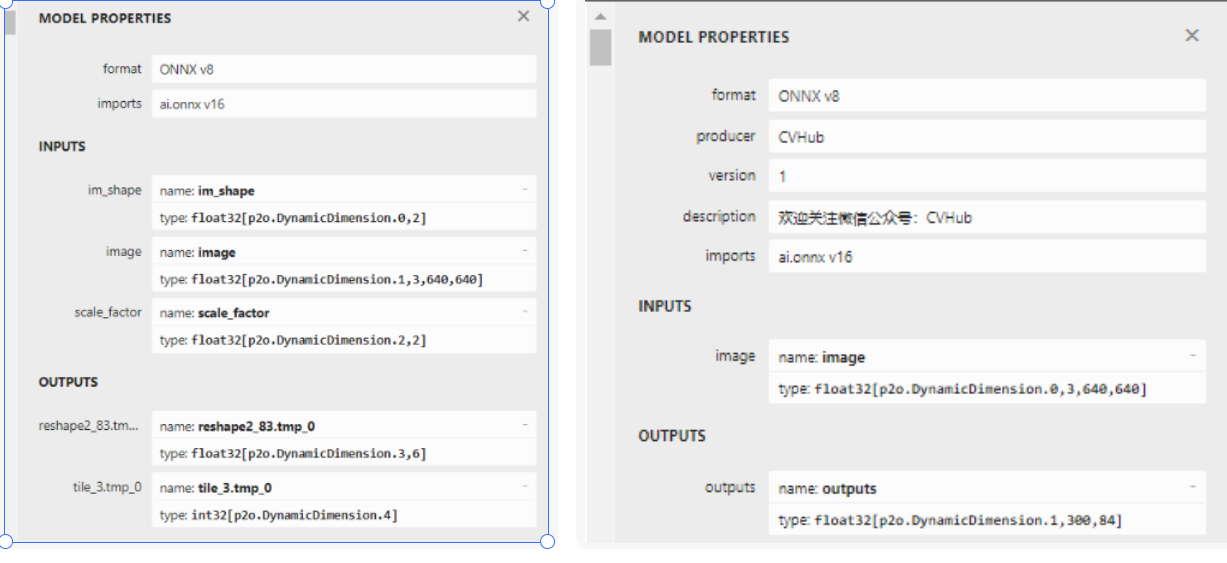 MODEL PROPERTIES
format ONNX v8
imports ai.onnx v16
INPUTS
im_shape name: im_shape
type: float32[p2o.DynamicDimension.0,2]
image name: image
type: float32[p2o.DynamicDimension.1,3,640,640]
scale_factor name: scale_factor
type: float32[p2o.DynamicDimension.2,2]
OUTPUTS
reshape2_83.tm... name: reshape2_83.tmp_0
type: float32[p2o.DynamicDimension.3,6]
tile_3.tmp_0 name: tile_3.tmp_0
type: int32[p2o.DynamicDimension.4]
MODEL PROPERTIES
format ONNX v8
producer CVHub
version 1
description 欢迎关注微信公众号：CVHub
imports ai.onnx v16
INPUTS
image name: image
type: float32[p2o.DynamicDimension.0,3,640,640]
OUTPUTS
outputs name: outputs
type: float32[p2o.DynamicDimension.1,300,84]